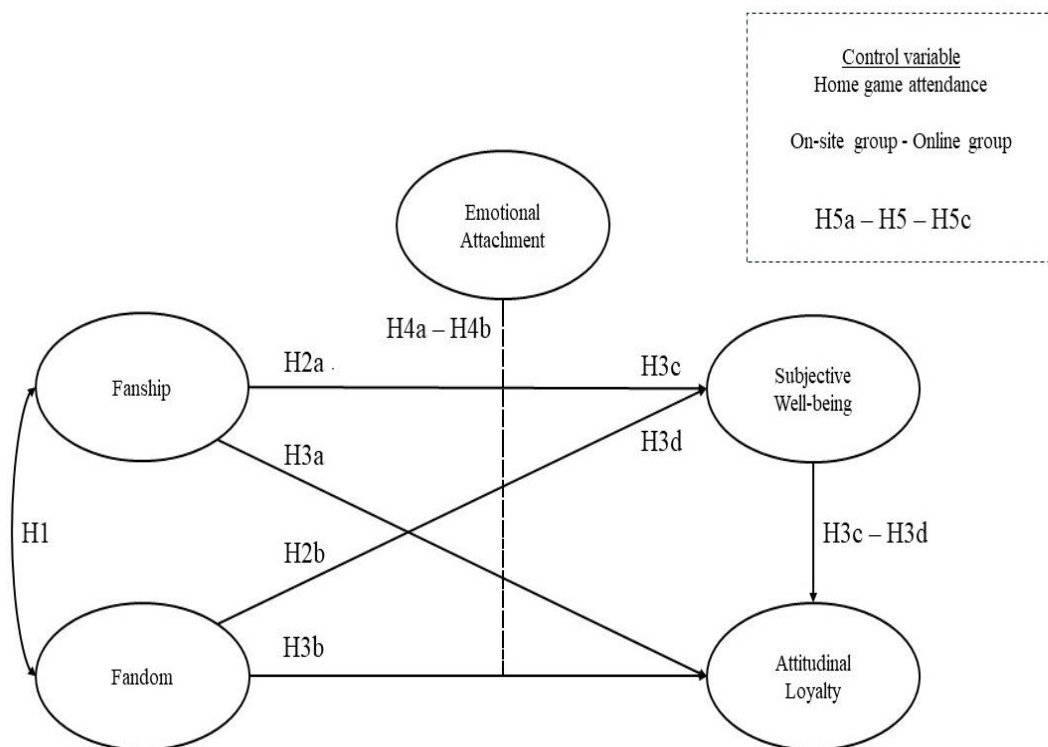 Control variable
Home game attendance
On-site group - Online group
H5a – H5 – H5c
Emotional
Attachment
H4a – H4b
H2a .
H3c
Fanship
Subjective
Well-being
H3a
H3d
H1
H2b
H3c – H3d
H3b
Fandom
Attitudinal
Loyalty